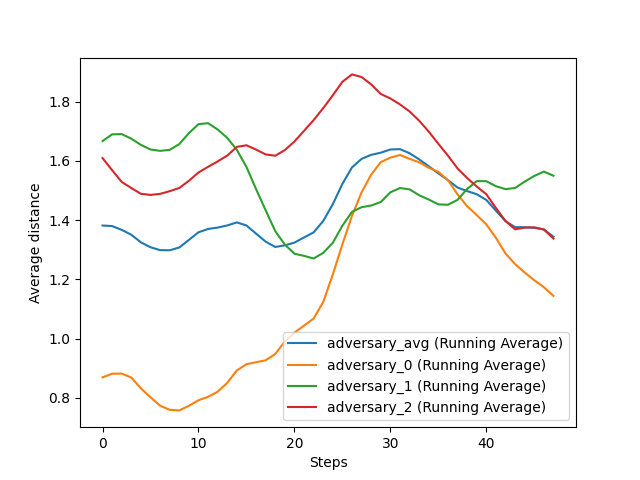 Average distance
1.8
1.6
1.4
1.2
1.0
0.8
0
10
20
30
40
Steps
adversary_avg (Running Average)
adversary_0 (Running Average)
adversary_1 (Running Average)
adversary_2 (Running Average)